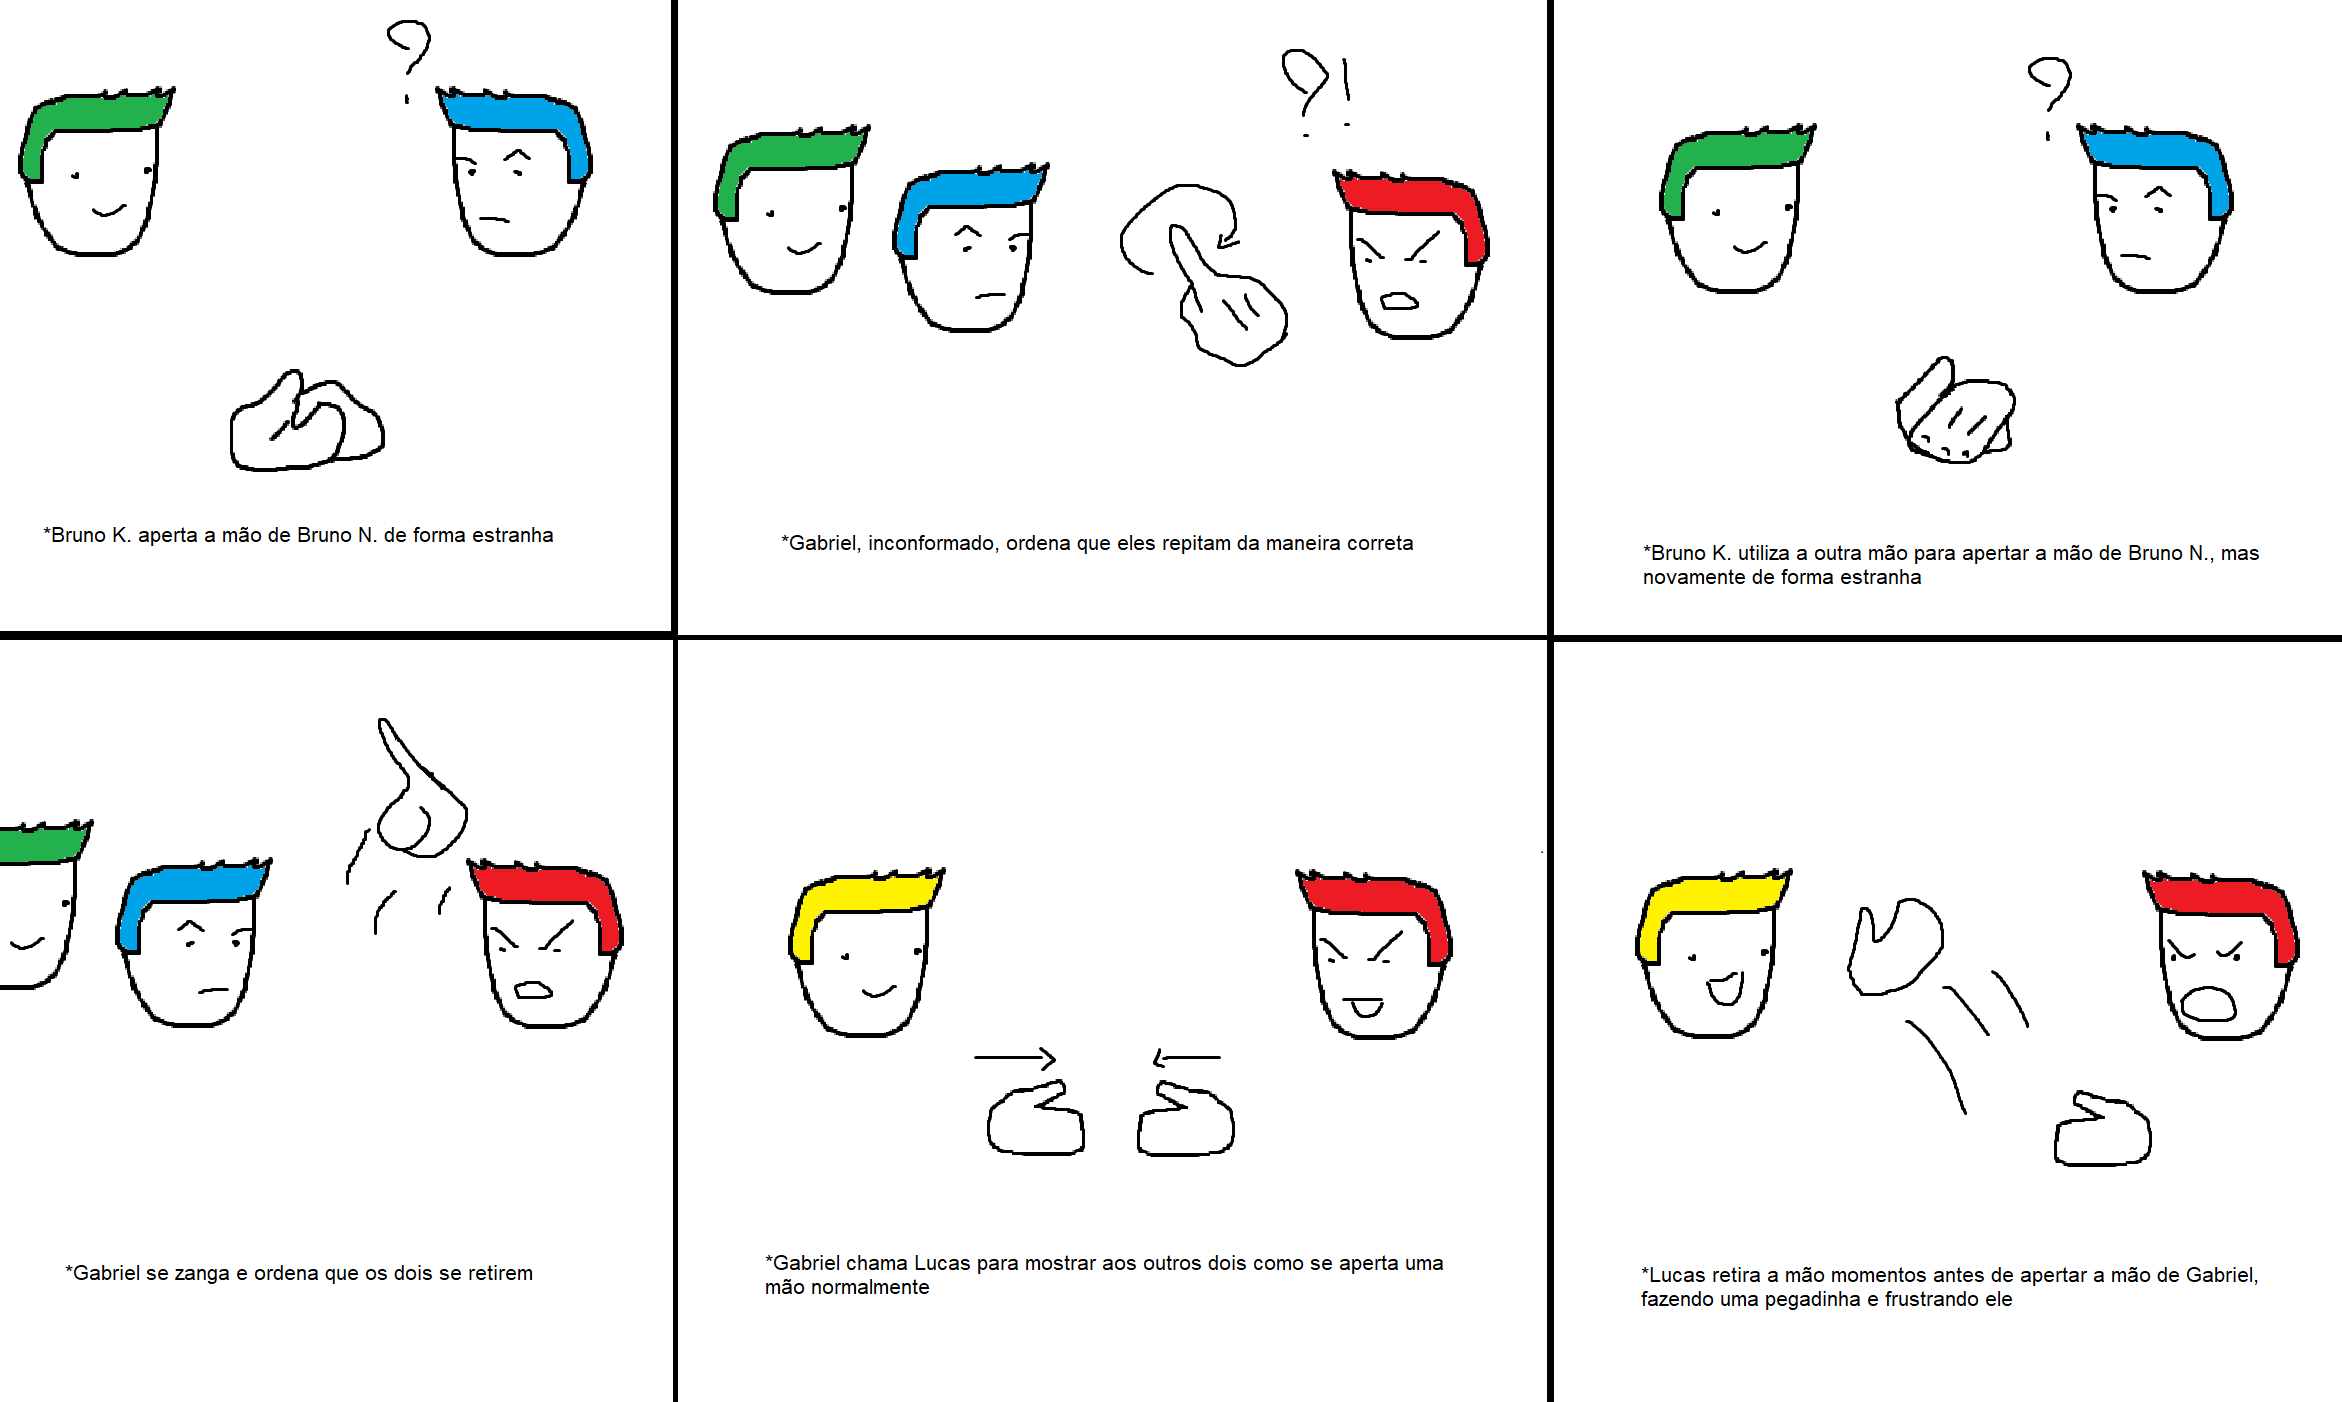 ?
*Bruno K. aperta a mão de Bruno N. de forma estranha
?!
*Gabriel, inconformado, ordena que eles repitam da maneira correta
?
*Bruno K. utiliza a outra mão para apertar a mão de Bruno N., mas
novamente de forma estranha
*Gabriel se zanga e ordena que os dois se retirem
*Gabriel chama Lucas para mostrar aos outros dois como se aperta uma
mão normalmente
*Lucas retira a mão momentos antes de apertar a mão de Gabriel,
fazendo uma pegadinha e frustrando ele